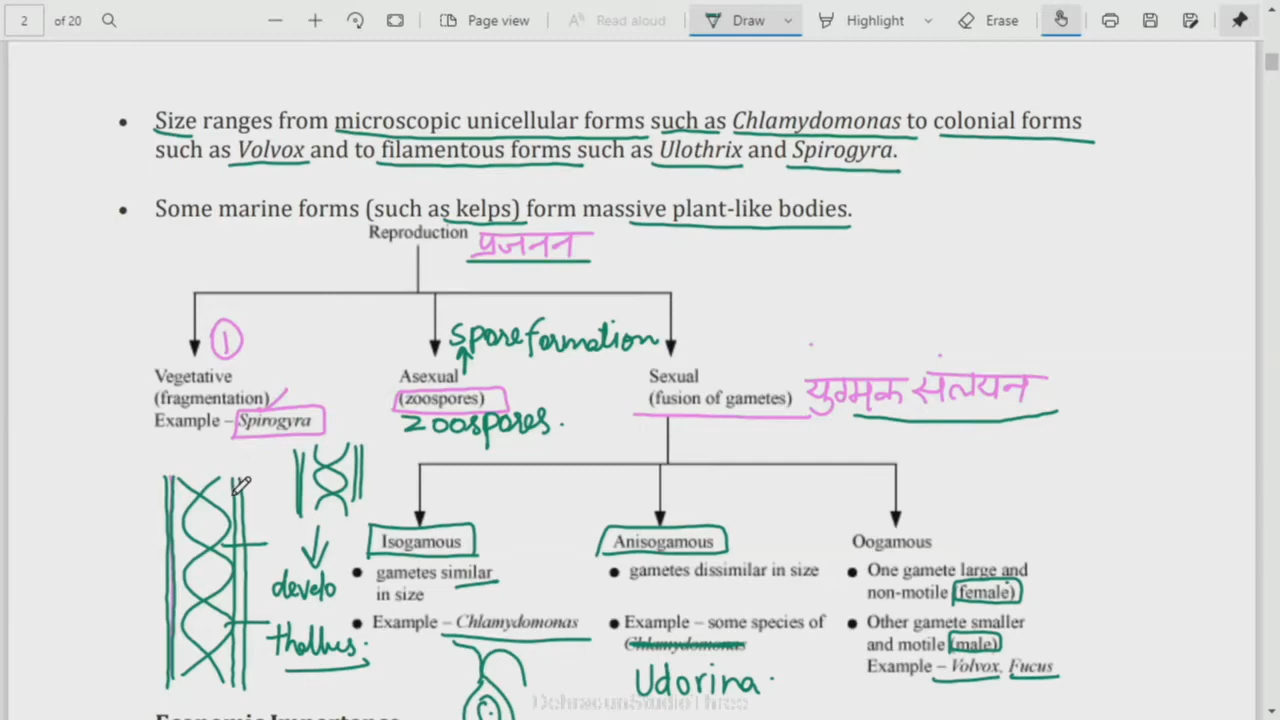 2 of 20 Page view Read aloud Draw Highlight Erase
• Size ranges from microscopic unicellular forms such as Chlamydomonas to colonial forms
such as Volvox and to filamentous forms such as Ulothrix and Spirogyra.
• Some marine forms (such as kelps) form massive plant-like bodies.
Reproduction प्रजनन
1
Spore formation
Vegetative
(fragmentation)
Example – Spirogyra
Asexual
(zoospores)
zoospores.
Sexual
(fusion of gametes) युग्मक संलयन
develo
thallus.
Isogamous
• gametes similar
in size
• Example – Chlamydomonas
Anisogamous
• gametes dissimilar in size
• Example – some species of
Chlamydomonas
Udorina.
Oogamous
• One gamete large and
non-motile (female)
• Other gamete smaller
and motile (male)
Example – Volvox, Fucus
DehradunStudioThree
Economic Importance